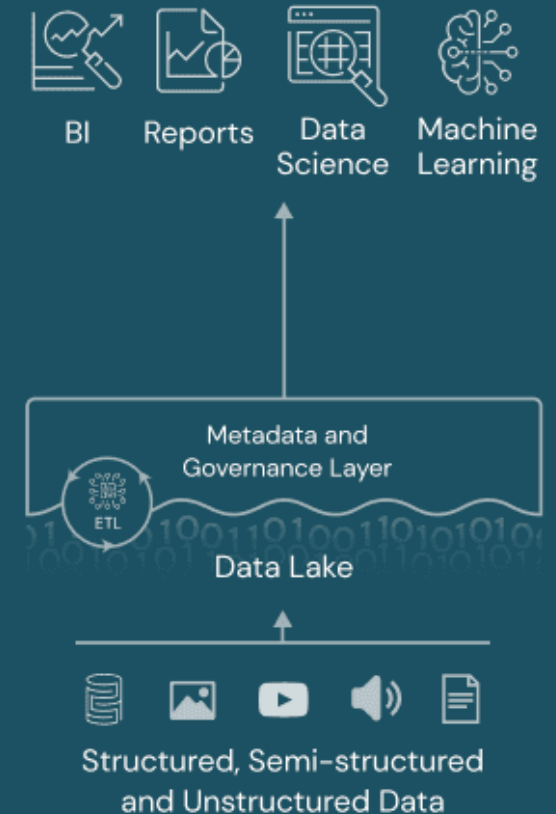 BI
Reports
Data
Science
Machine
Learning
Metadata and
Governance Layer
ETL
Data Lake
Structured, Semi-structured
and Unstructured Data